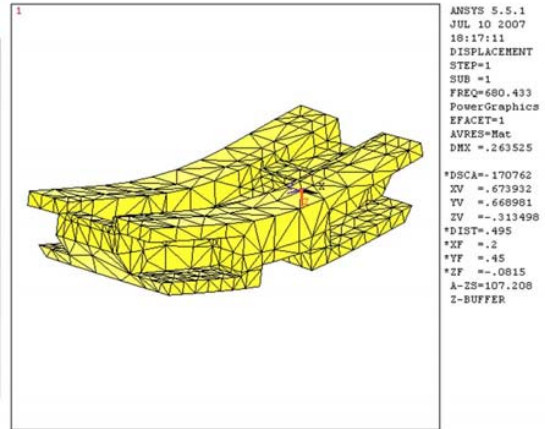 1
ANSYS 5.5.1
JUL 10 2007
18:17:11
DISPLACEMENT
STEP=1
SUB =1
FREQ=680.433
PowerGraphics
EFACET=1
AVRES=Mat
DMX =.263525
*DSCA=-170762
XV =.673932
YV =.668981
ZV =-.313498
*DIST=.495
*XF =.2
*YF =.45
*ZF =-.0815
A-ZS=107.208
Z-BUFFER